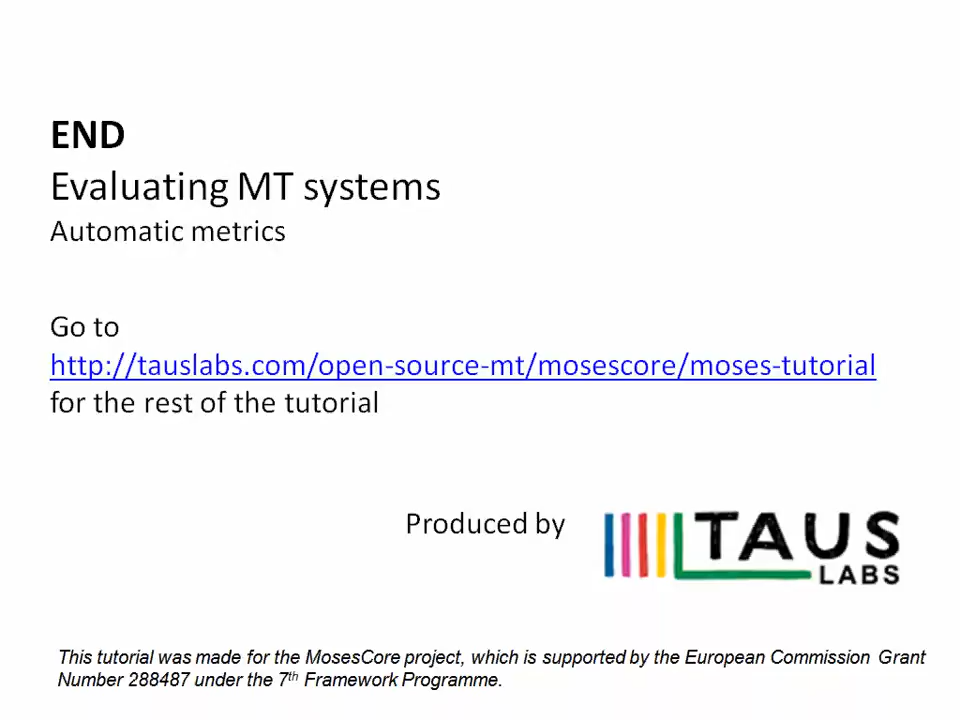 END
Evaluating MT systems
Automatic metrics
Go to
http://tauslabs.com/open-source-mt/mosescore/moses-tutorial
for the rest of the tutorial
Produced by
TAUS
LABS
This tutorial was made for the MosesCore project, which is supported by the European Commission Grant
Number 288487 under the 7th Framework Programme.